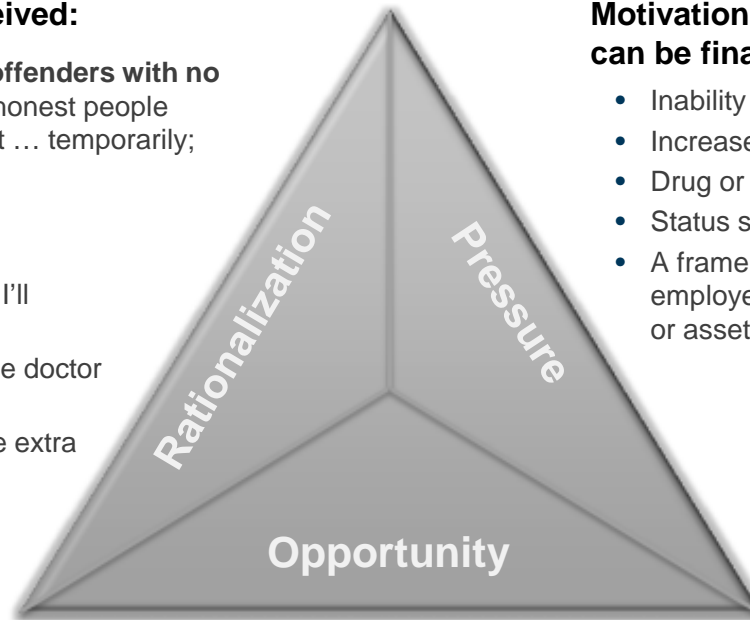 eived:
offenders with no
honest people
t … temporarily;
I'll
e doctor
e extra
Rationalization
Pressure
Opportunity
Motivation
can be fina
• Inability
• Increase
• Drug or
• Status s
• A frame
employe
or asset